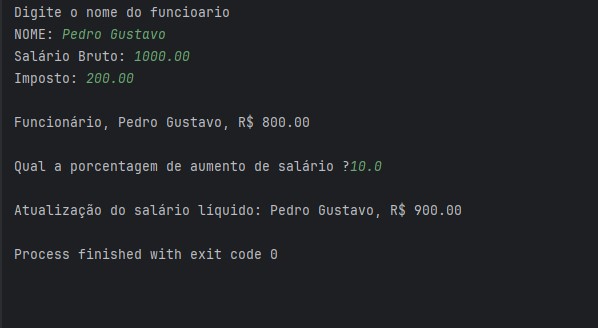 Digite o nome do funcioario
NOME: Pedro Gustavo
Salário Bruto: 1000.00
Imposto: 200.00
Funcionário, Pedro Gustavo, R$ 800.00
Qual a porcentagem de aumento de salário ?10.0
Atualização do salário líquido: Pedro Gustavo, R$ 900.00
Process finished with exit code 0